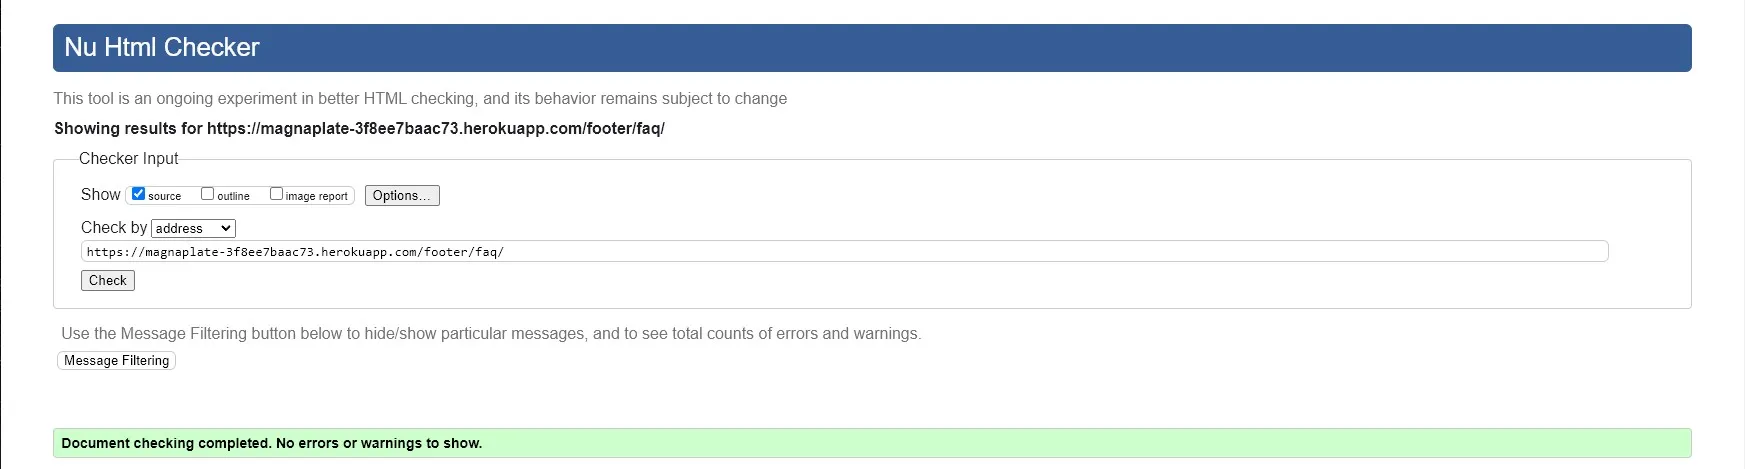 Nu Html Checker
This tool is an ongoing experiment in better HTML checking, and its behavior remains subject to change
Showing results for https://magnaplate-3f8ee7baac73.herokuapp.com/footer/faq/
Checker Input
Show source outline image report Options...
Check by address
https://magnaplate-3f8ee7baac73.herokuapp.com/footer/faq/
Check
Use the Message Filtering button below to hide/show particular messages, and to see total counts of errors and warnings.
Message Filtering
Document checking completed. No errors or warnings to show.